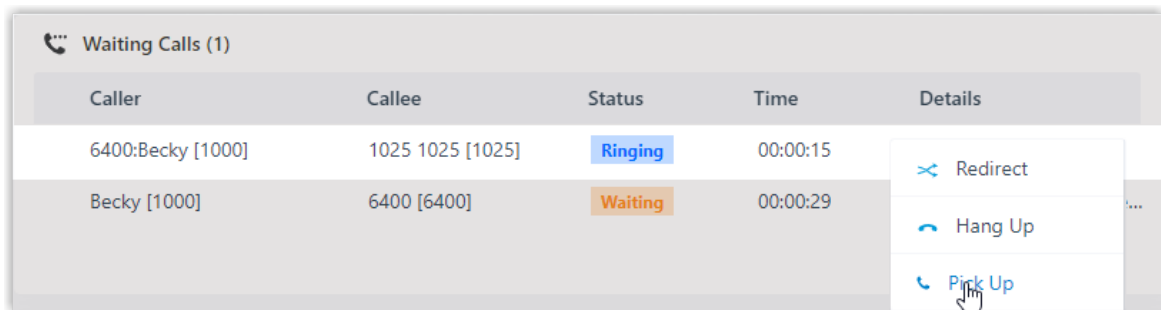 Waiting Calls (1)
Caller Callee Status Time Details
6400:Becky [1000] 1025 1025 [1025] Ringing 00:00:15
Redirect
Becky [1000] 6400 [6400] Waiting 00:00:29
Hang Up
Pick Up